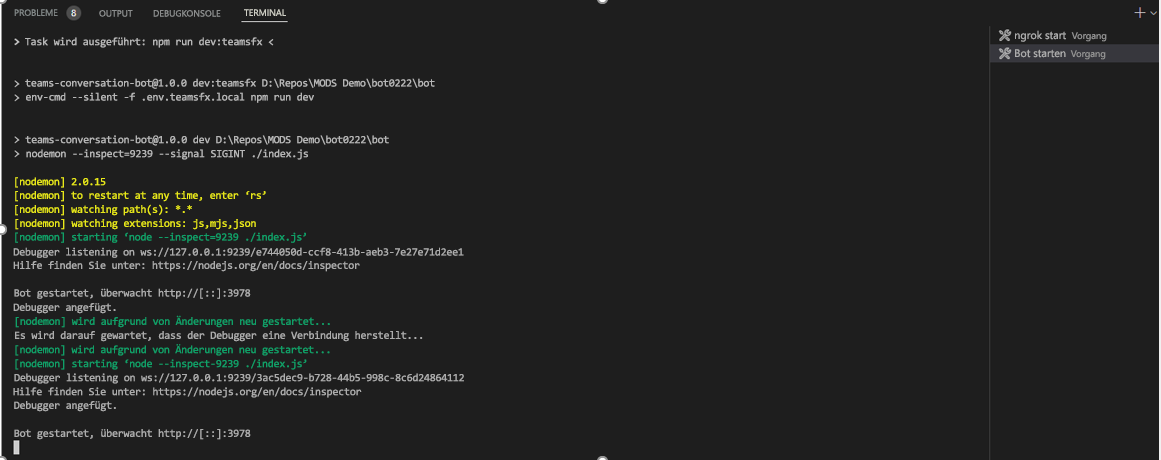 PROBLEME 8 OUTPUT DEBUGKONSOLE TERMINAL
> Task wird ausgeführt: npm run dev:teamsfx <
ngrok start Vorgang
Bot starten Vorgang
> teams-conversation-bot@1.0.0 dev:teamsfx D:\Repos\MODS Demo\bot0222\bot
> env-cmd --silent -f .env.teamsfx.local npm run dev
> teams-conversation-bot@1.0.0 dev D:\Repos\MODS Demo\bot0222\bot
> nodemon --inspect=9239 --signal SIGINT ./index.js
[nodemon] 2.0.15
[nodemon] to restart at any time, enter ‘rs’
[nodemon] watching path(s): *.*
[nodemon] watching extensions: js,mjs,json
[nodemon] starting ‘node --inspect=9239 ./index.js’
Debugger listening on ws://127.0.0.1:9239/e744050d-ccf8-413b-aeb3-7e27e71d2ee1
Hilfe finden Sie unter: https://nodejs.org/en/docs/inspector
Bot gestartet, überwacht http://[::]:3978
Debugger angefügt.
[nodemon] wird aufgrund von Änderungen neu gestartet...
Es wird darauf gewartet, dass der Debugger eine Verbindung herstellt...
[nodemon] wird aufgrund von Änderungen neu gestartet...
[nodemon] starting ‘node --inspect-9239 ./index.js’
Debugger listening on ws://127.0.0.1:9239/3ac5dec9-b728-44b5-998c-8c6d24864112
Hilfe finden Sie unter: https://nodejs.org/en/docs/inspector
Debugger angefügt.
Bot gestartet, überwacht http://[::]:3978